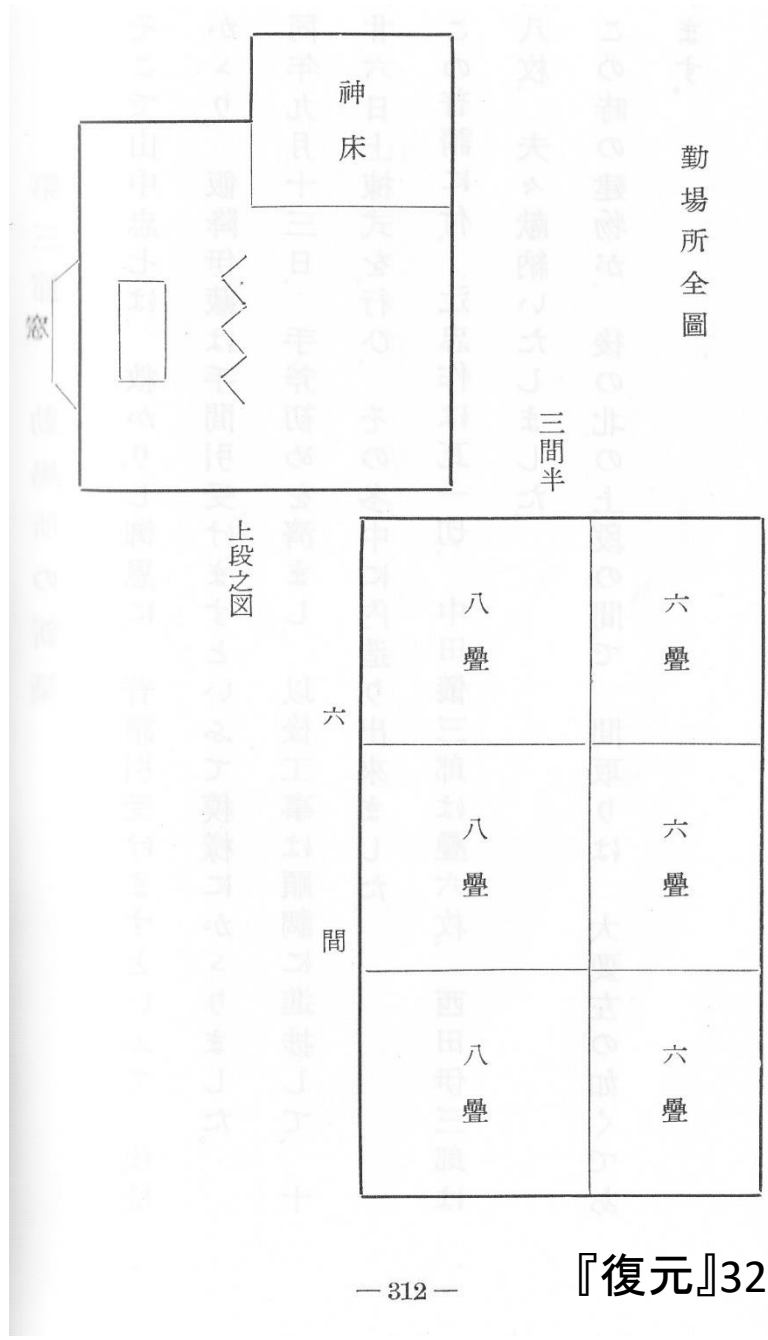 勤場所全圖
神床
窓
上段之図
三間半
六間
六疊
八疊
六疊
八疊
六疊
八疊
— 312 —
『復元』32